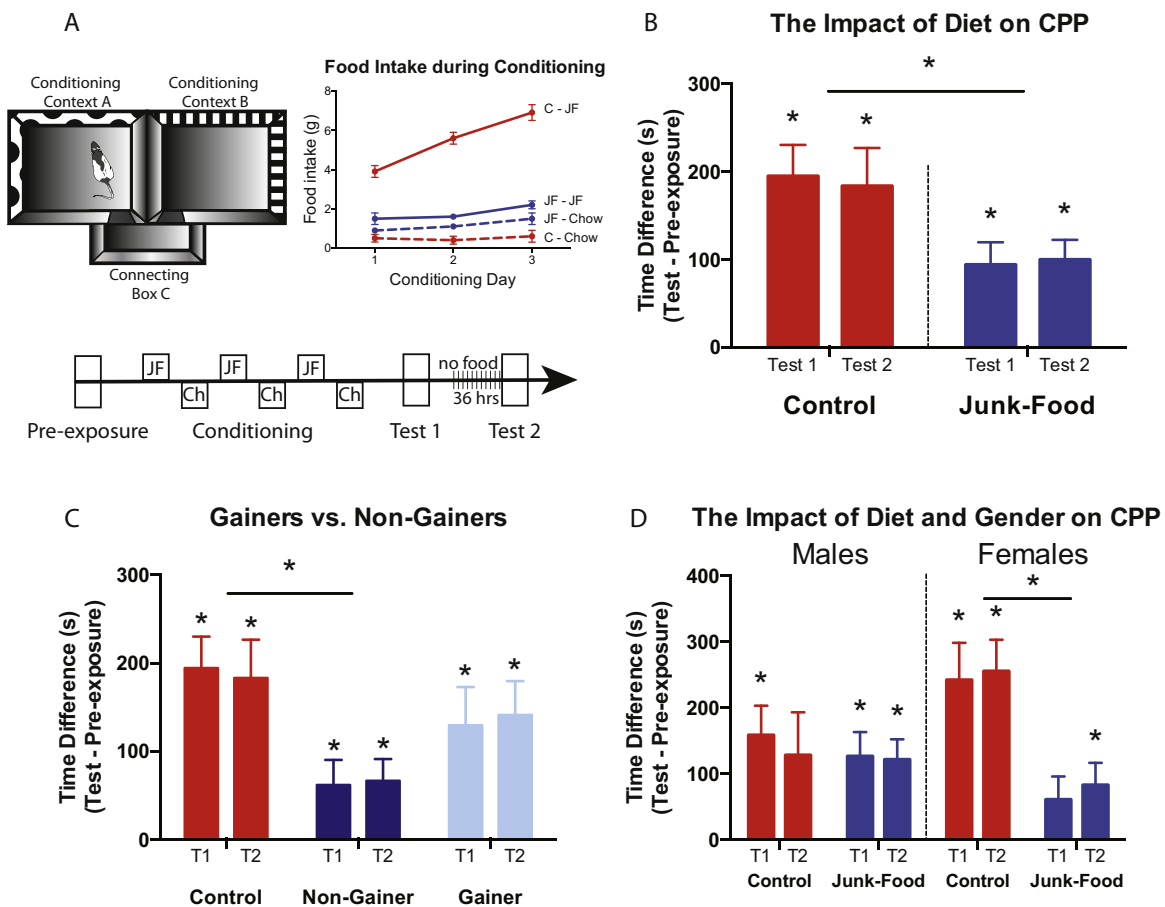 A
Conditioning
Context A
Conditioning
Context B
Connecting
Box C
Food Intake during Conditioning
Food intake (g)
8
6
4
2
0
C - JF
JF - JF
JF - Chow
C - Chow
1 2 3
Conditioning Day
JF JF JF
Ch Ch Ch
no food
36 hrs
Pre-exposure Conditioning Test 1 Test 2
B The Impact of Diet on CPP
Time Difference (s)
(Test - Pre-exposure)
300
200
100
0
*
* * * *
Test 1 Test 2 Test 1 Test 2
Control Junk-Food
C Gainers vs. Non-Gainers
Time Difference (s)
(Test - Pre-exposure)
300
200
100
0
*
* * * * * *
T1 T2 T1 T2 T1 T2
Control Non-Gainer Gainer
D The Impact of Diet and Gender on CPP
Males Females
Time Difference (s)
(Test - Pre-exposure)
400
300
200
100
0
*
* * * * * *
T1 T2 T1 T2 T1 T2 T1 T2
Control Junk-Food Control Junk-Food